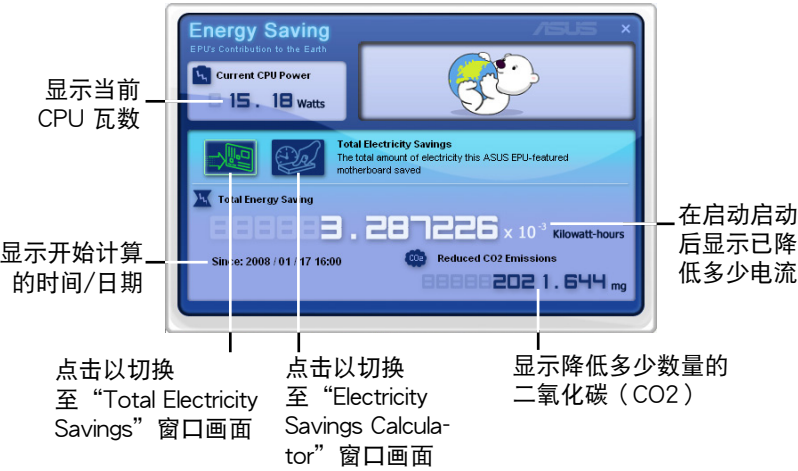 Energy Saving
EPU's Contribution to the Earth
ASUS
×
Current CPU Power
15.18 Watts
显示当前
CPU 瓦数
Total Electricity Savings
The total amount of electricity this ASUS EPU-featured
motherboard saved
Total Energy Saving
3.287226 x 10⁻³ Kilowatt-hours
在启动启动
后显示已降
低多少电流
显示开始计算
的时间/日期
Since: 2008 / 01 / 17 16:00
CO2
Reduced CO2 Emissions
2021.644 mg
点击以切换
至“Total Electricity
Savings”窗口画面
点击以切换
至“Electricity
Savings Calcula-
tor”窗口画面
显示降低多少数量的
二氧化碳（CO2）